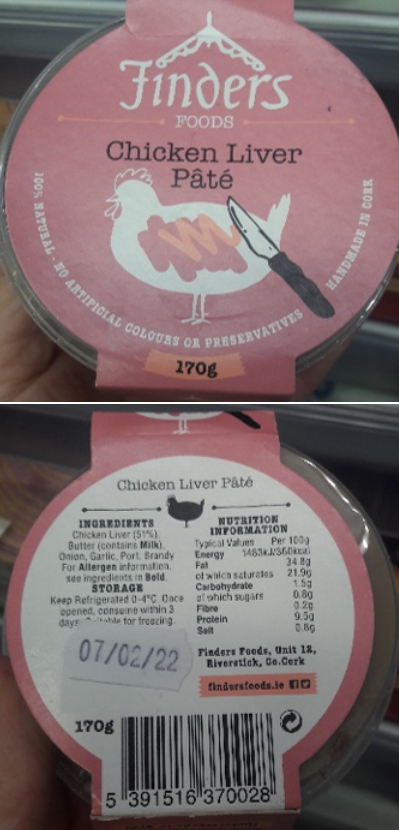 Finders
FOODS
Chicken Liver
Pâté
100% NATURAL - NO ARTIFICIAL COLOURS OR PRESERVATIVES
HANDMADE IN CORK
170g
Chicken Liver Pâté
INGREDIENTS
Chicken Liver (51%),
Butter (contains Milk),
Onion, Garlic, Port, Brandy
For Allergen information,
see ingredients in Bold.
STORAGE
Keep Refrigerated 0-4°C. Once
opened, consume within 3
days. for freezing.
07/02/22
NUTRITION
INFORMATION
Typical Values Per 100g
Energy 1483kJ/360kcal
Fat 34.8g
of which saturates 21.9g
Carbohydrate 1.5g
of which sugars 0.8g
Fibre 0.2g
Protein 9.5g
Salt 0.8g
Finders Foods, Unit 12,
Riverstick, Co.Cork
findersfoods.ie
170g
5 391516 370028